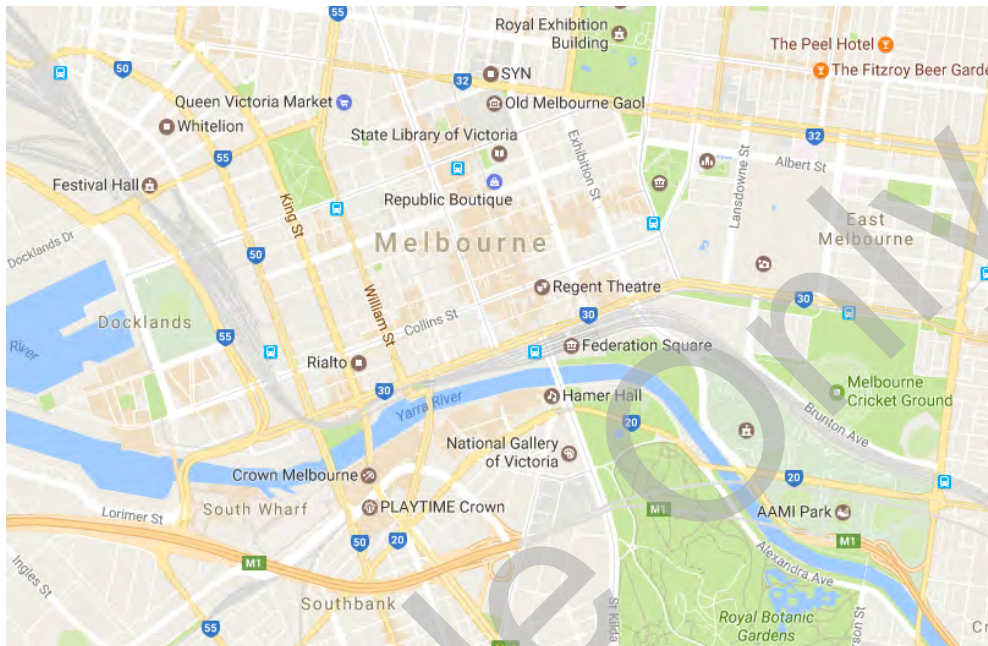 55
Royal Exhibition
Building
The Peel Hotel
50
SYN
32
The Fitzroy Beer Garde
Queen Victoria Market
Old Melbourne Gaol
Whitelion
State Library of Victoria
Exhibition St
32
55
Albert St
Festival Hall
Republic Boutique
Lansdowne St
King St
East
Melbourne
Docklands Dr
Melbourne
50
William St
Regent Theatre
30
30
Docklands
Collins St
55
River
Rialto
Federation Square
30
Yarra River
Hamer Hall
Melbourne
Cricket Ground
Brunton Ave
20
National Gallery
of Victoria
Crown Melbourne
20
South Wharf
PLAYTIME Crown
M1
AAMI Park
Lorimer St
50
20
M1
M1
Alexandra Ave
Ingles St
Southbank
St Kilda
Royal Botanic
Gardens
55
M1